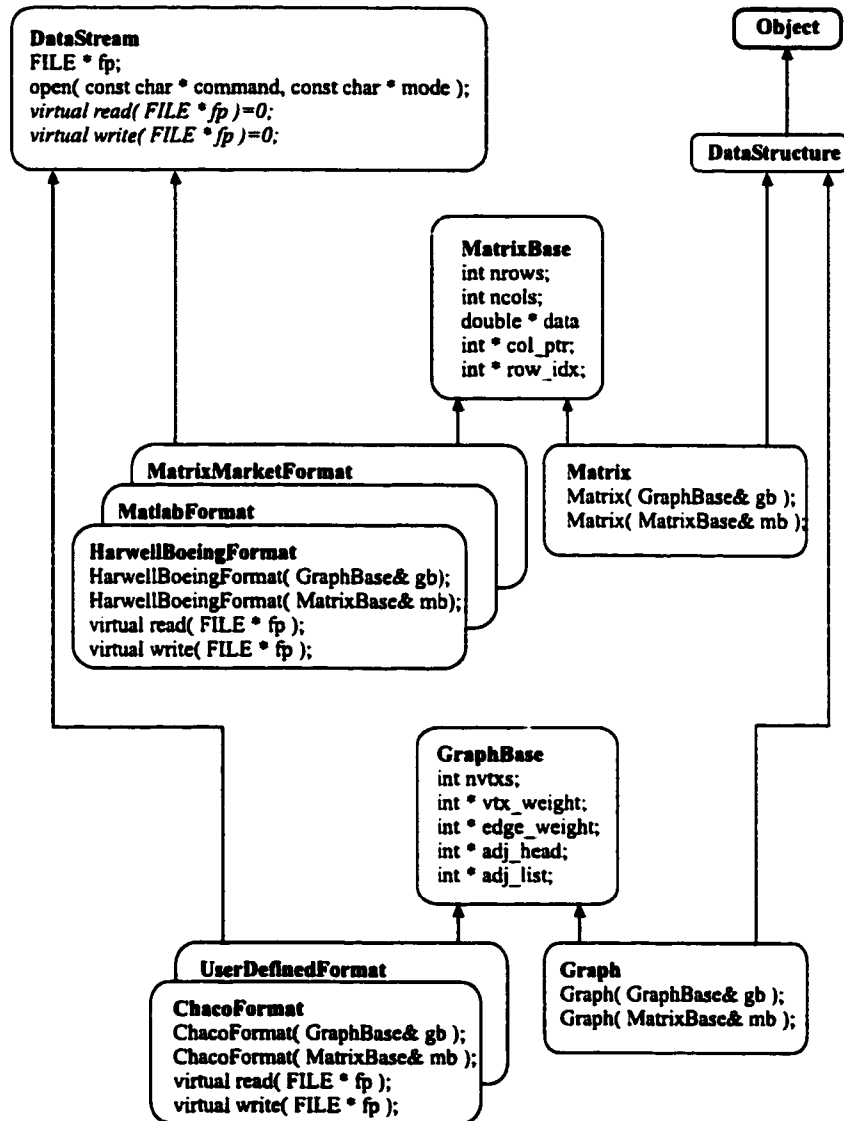 DataStream
FILE * fp;
open( const char * command, const char * mode );
virtual read( FILE * fp )=0;
virtual write( FILE * fp )=0;
Object
DataStructure
MatrixBase
int nrows;
int ncols;
double * data
int * col_ptr;
int * row_idx;
MatrixMarketFormat
MatlabFormat
HarwellBoeingFormat
HarwellBoeingFormat( GraphBase& gb);
HarwellBoeingFormat( MatrixBase& mb);
virtual read( FILE * fp );
virtual write( FILE * fp );
Matrix
Matrix( GraphBase& gb );
Matrix( MatrixBase& mb );
GraphBase
int nvtxs;
int * vtx_weight;
int * edge_weight;
int * adj_head;
int * adj_list;
UserDefinedFormat
ChacoFormat
ChacoFormat( GraphBase& gb );
ChacoFormat( MatrixBase& mb );
virtual read( FILE * fp );
virtual write( FILE * fp );
Graph
Graph( GraphBase& gb );
Graph( MatrixBase& mb );